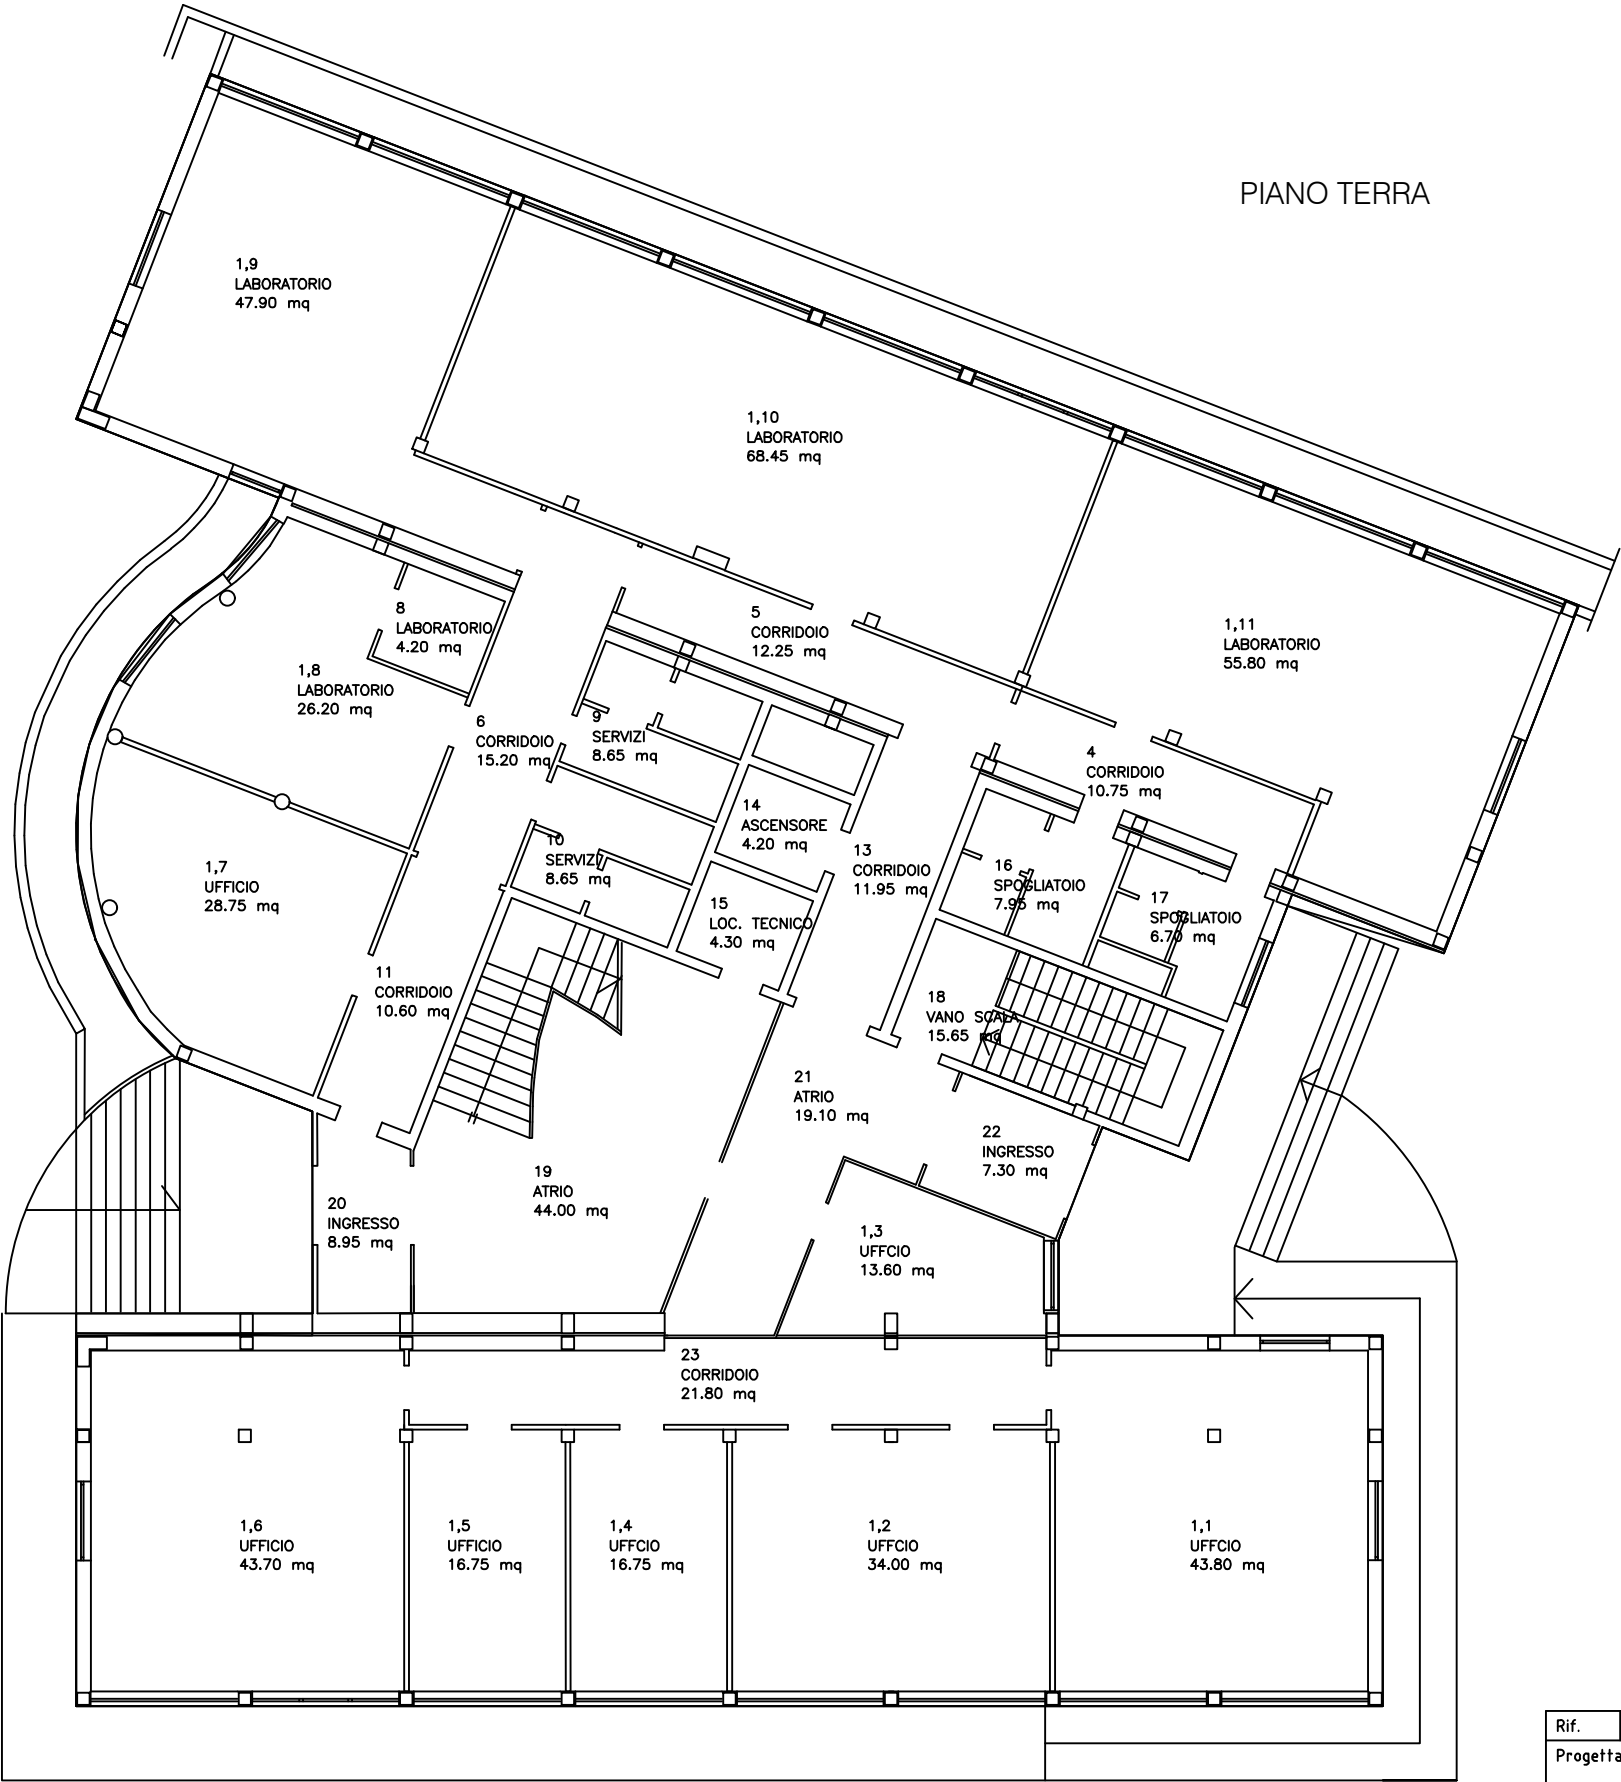 PIANO TERRA
1,9
LABORATORIO
47.90 mq
1,10
LABORATORIO
68.45 mq
1,11
LABORATORIO
55.80 mq
8
LABORATORIO
4.20 mq
5
CORRIDOIO
12.25 mq
1,8
LABORATORIO
26.20 mq
6
CORRIDOIO
15.20 mq
9
SERVIZI
8.65 mq
4
CORRIDOIO
10.75 mq
14
ASCENSORE
4.20 mq
10
SERVIZI
8.65 mq
13
CORRIDOIO
11.95 mq
16
SPOGLIATOIO
7.95 mq
17
SPOGLIATOIO
6.70 mq
1,7
UFFICIO
28.75 mq
15
LOC. TECNICO
4.30 mq
11
CORRIDOIO
10.60 mq
18
VANO SCALA
15.65 mq
21
ATRIO
19.10 mq
22
INGRESSO
7.30 mq
19
ATRIO
44.00 mq
20
INGRESSO
8.95 mq
1,3
UFFCIO
13.60 mq
23
CORRIDOIO
21.80 mq
1,6
UFFICIO
43.70 mq
1,5
UFFICIO
16.75 mq
1,4
UFFCIO
16.75 mq
1,2
UFFCIO
34.00 mq
1,1
UFFCIO
43.80 mq
Rif.
Progetta